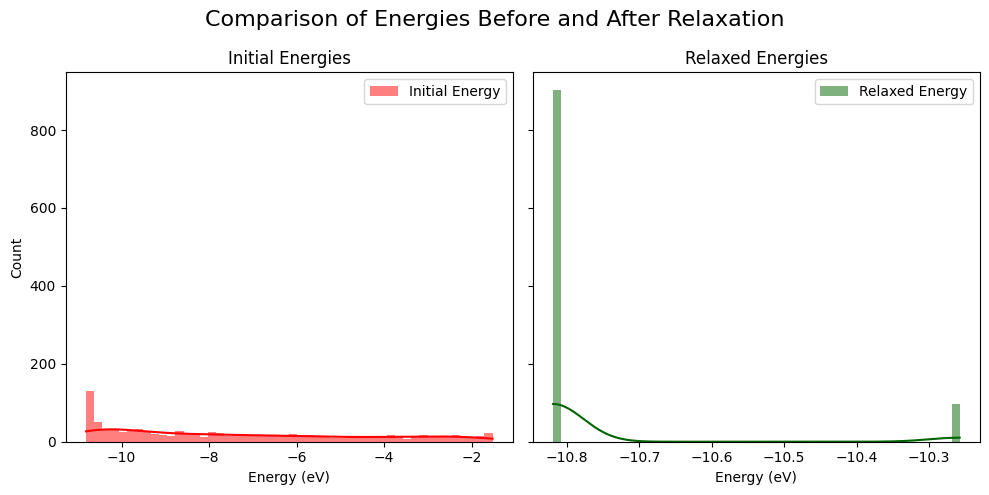 Comparison of Energies Before and After Relaxation
Initial Energies
Initial Energy
Count
0
200
400
600
800
−10
−8
−6
−4
−2
Energy (eV)
Relaxed Energies
Relaxed Energy
−10.8
−10.7
−10.6
−10.5
−10.4
−10.3
Energy (eV)